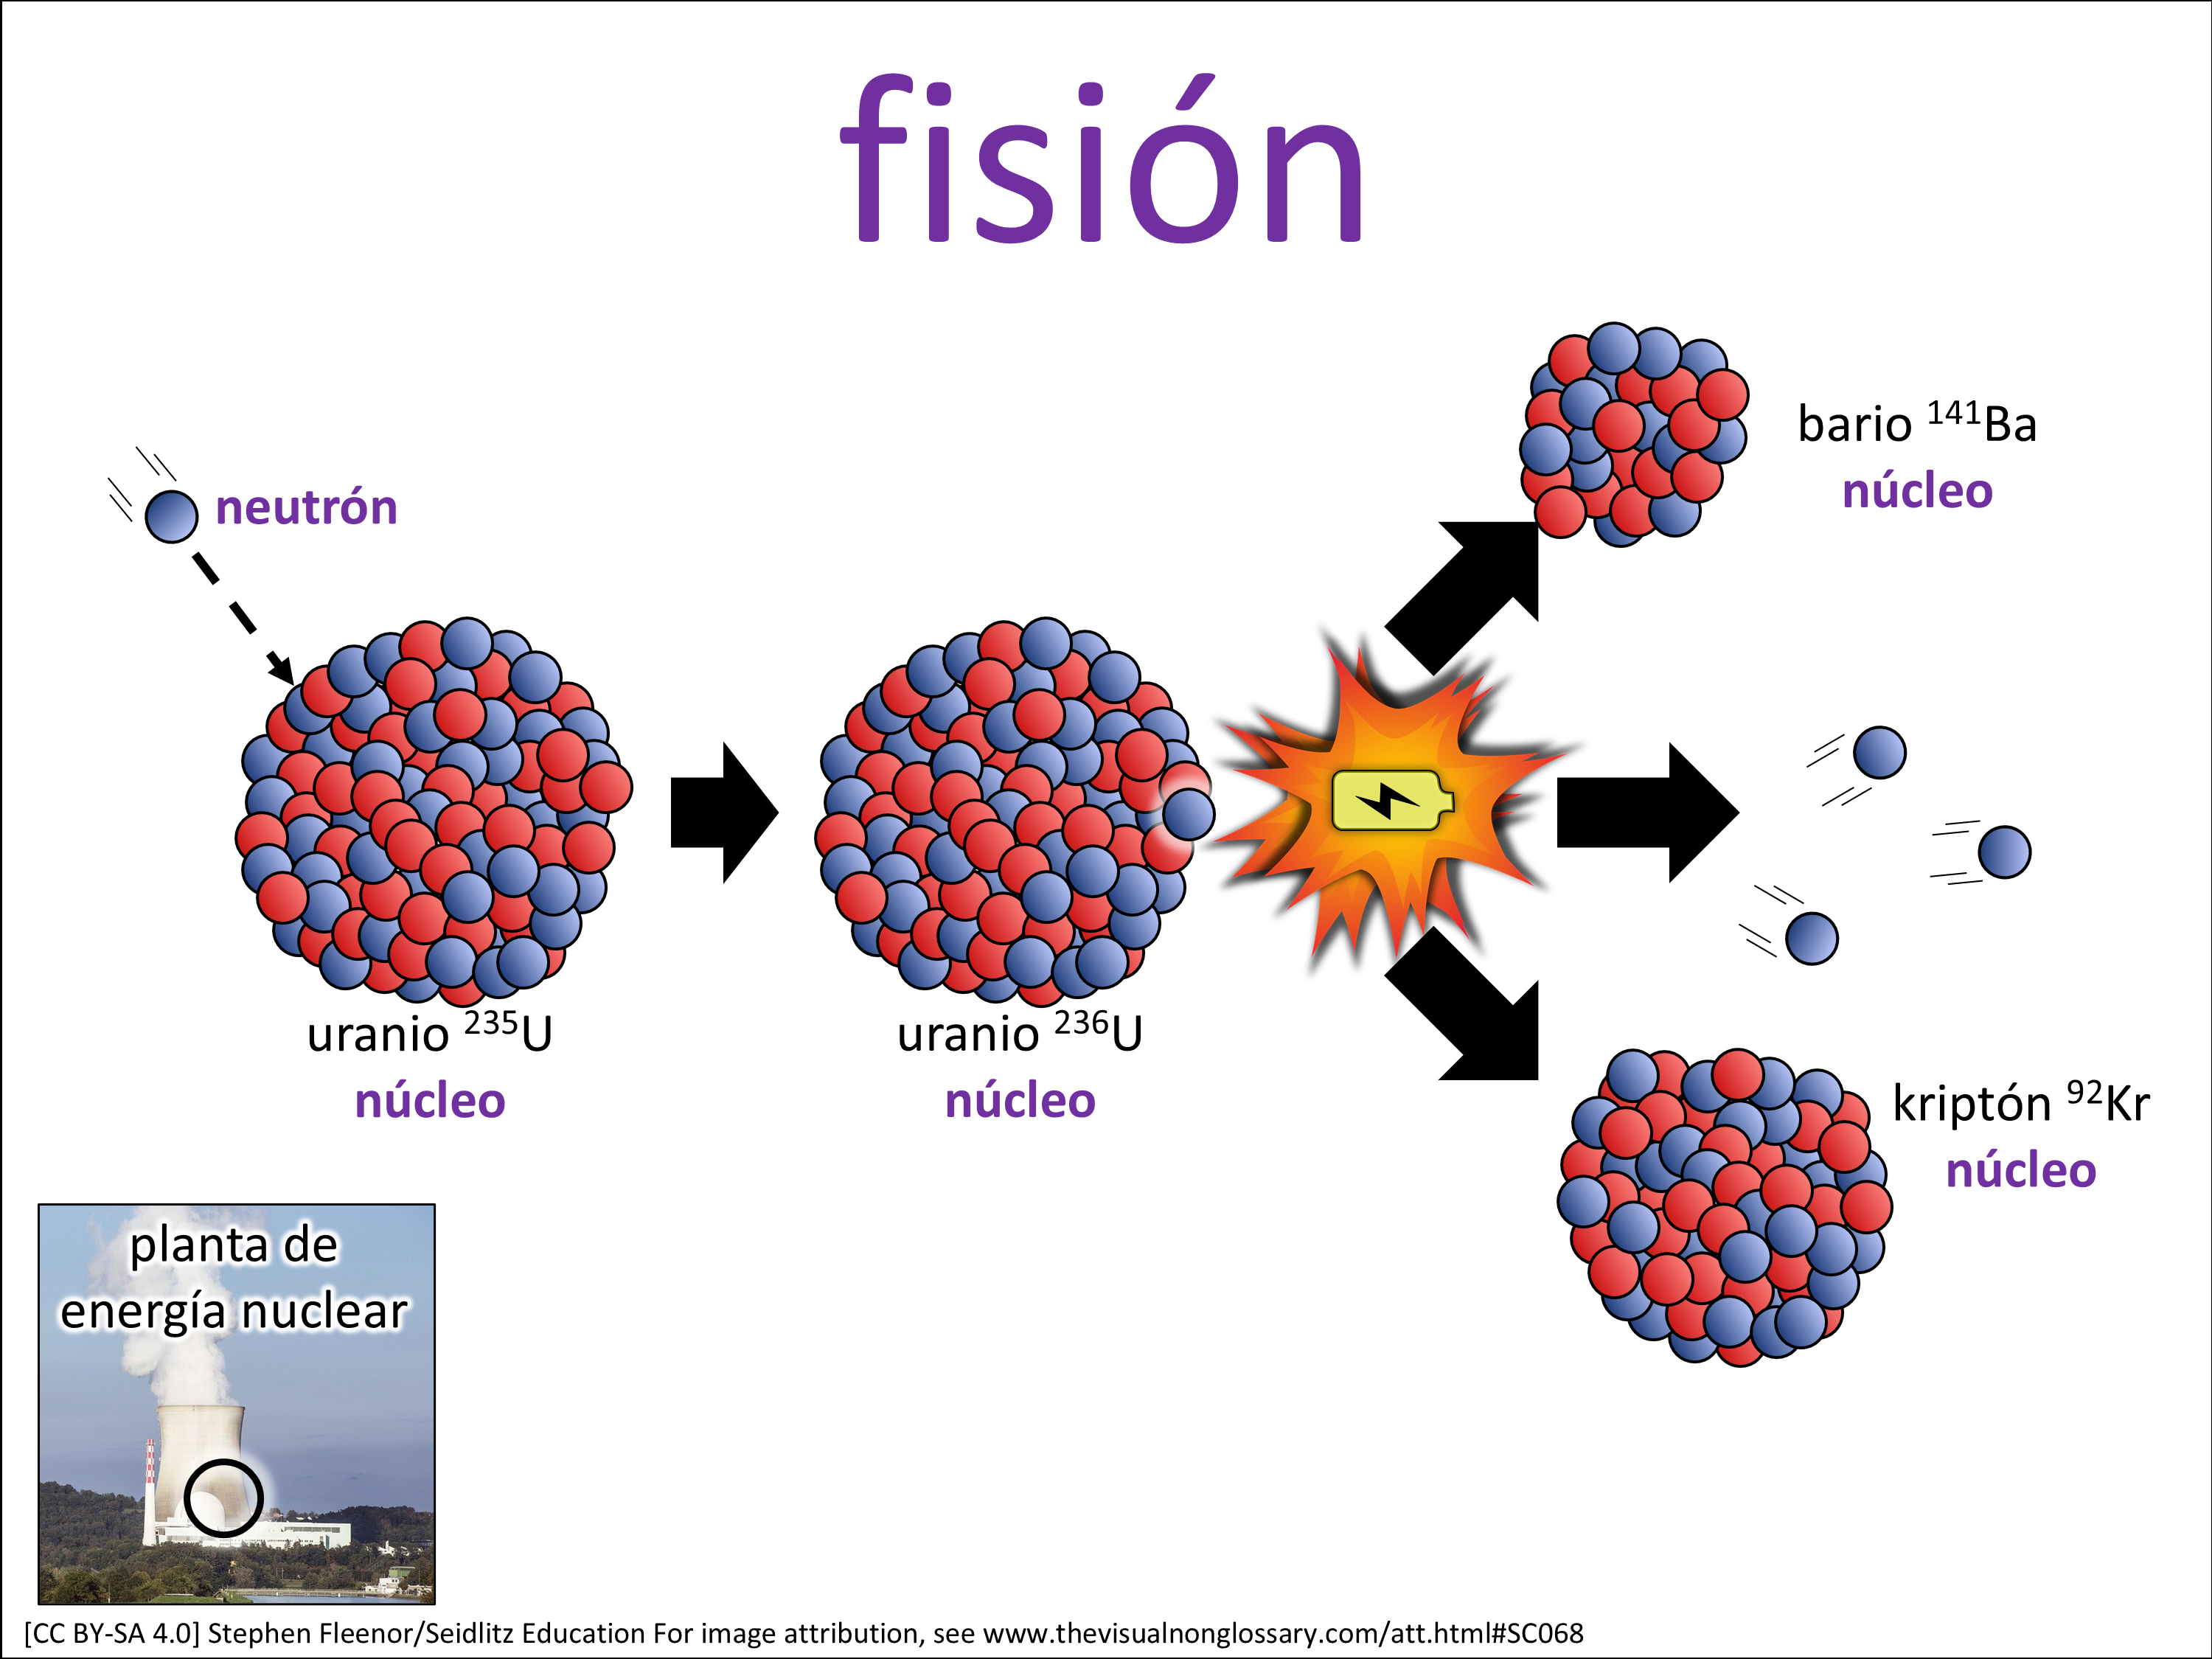 fisión
neutrón
uranio ²³⁵U
núcleo
uranio ²³⁶U
núcleo
bario ¹⁴¹Ba
núcleo
kriptón ⁹²Kr
núcleo
planta de
energía nuclear
[CC BY-SA 4.0] Stephen Fleenor/Seidlitz Education For image attribution, see www.thevisualnonglossary.com/att.html#SC068